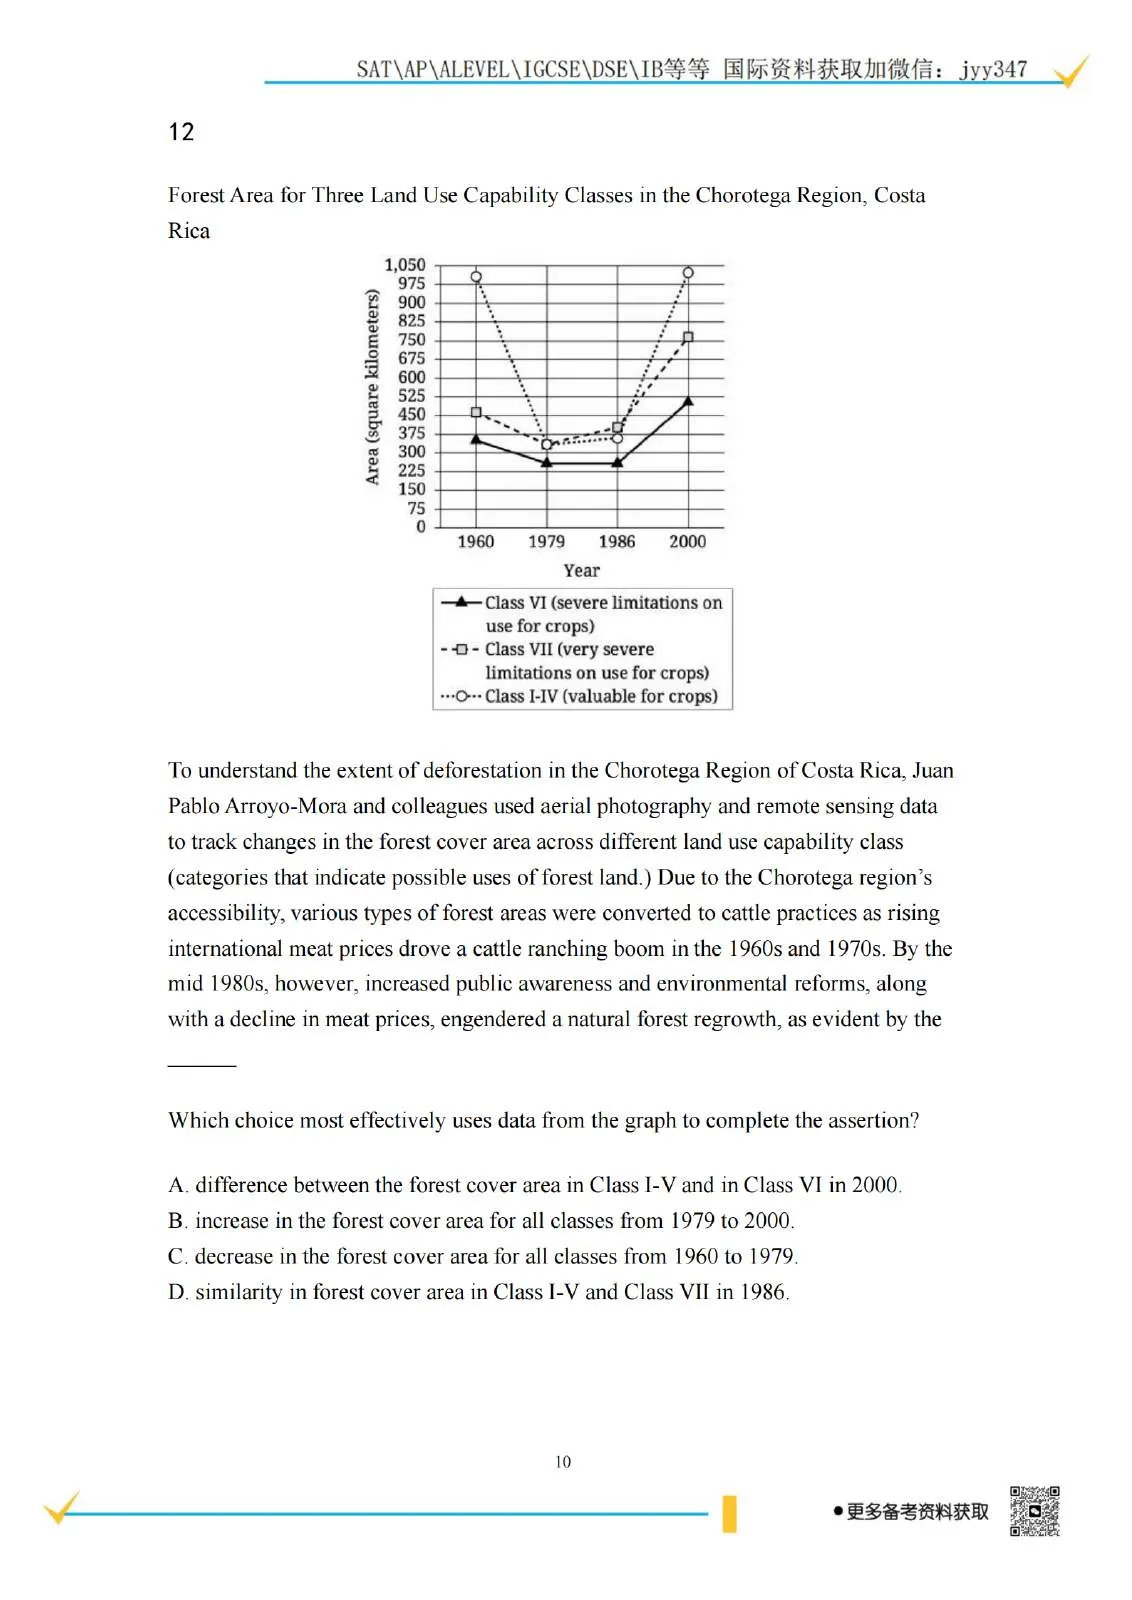 SAT\AP\ALEVEL\IGCSE\DSE\IB等等 国际资料获取加微信：jyy347
12
Forest Area for Three Land Use Capability Classes in the Chorotega Region, Costa
Rica
1,050
975
900
825
750
675
600
525
450
375
300
225
150
75
0
Area (square kilometers)
1960 1979 1986 2000
Year
Class VI (severe limitations on
use for crops)
Class VII (very severe
limitations on use for crops)
Class I-IV (valuable for crops)
To understand the extent of deforestation in the Chorotega Region of Costa Rica, Juan
Pablo Arroyo-Mora and colleagues used aerial photography and remote sensing data
to track changes in the forest cover area across different land use capability class
(categories that indicate possible uses of forest land.) Due to the Chorotega region’s
accessibility, various types of forest areas were converted to cattle practices as rising
international meat prices drove a cattle ranching boom in the 1960s and 1970s. By the
mid 1980s, however, increased public awareness and environmental reforms, along
with a decline in meat prices, engendered a natural forest regrowth, as evident by the
______
Which choice most effectively uses data from the graph to complete the assertion?
A. difference between the forest cover area in Class I-V and in Class VI in 2000.
B. increase in the forest cover area for all classes from 1979 to 2000.
C. decrease in the forest cover area for all classes from 1960 to 1979.
D. similarity in forest cover area in Class I-V and Class VII in 1986.
10
●更多备考资料获取